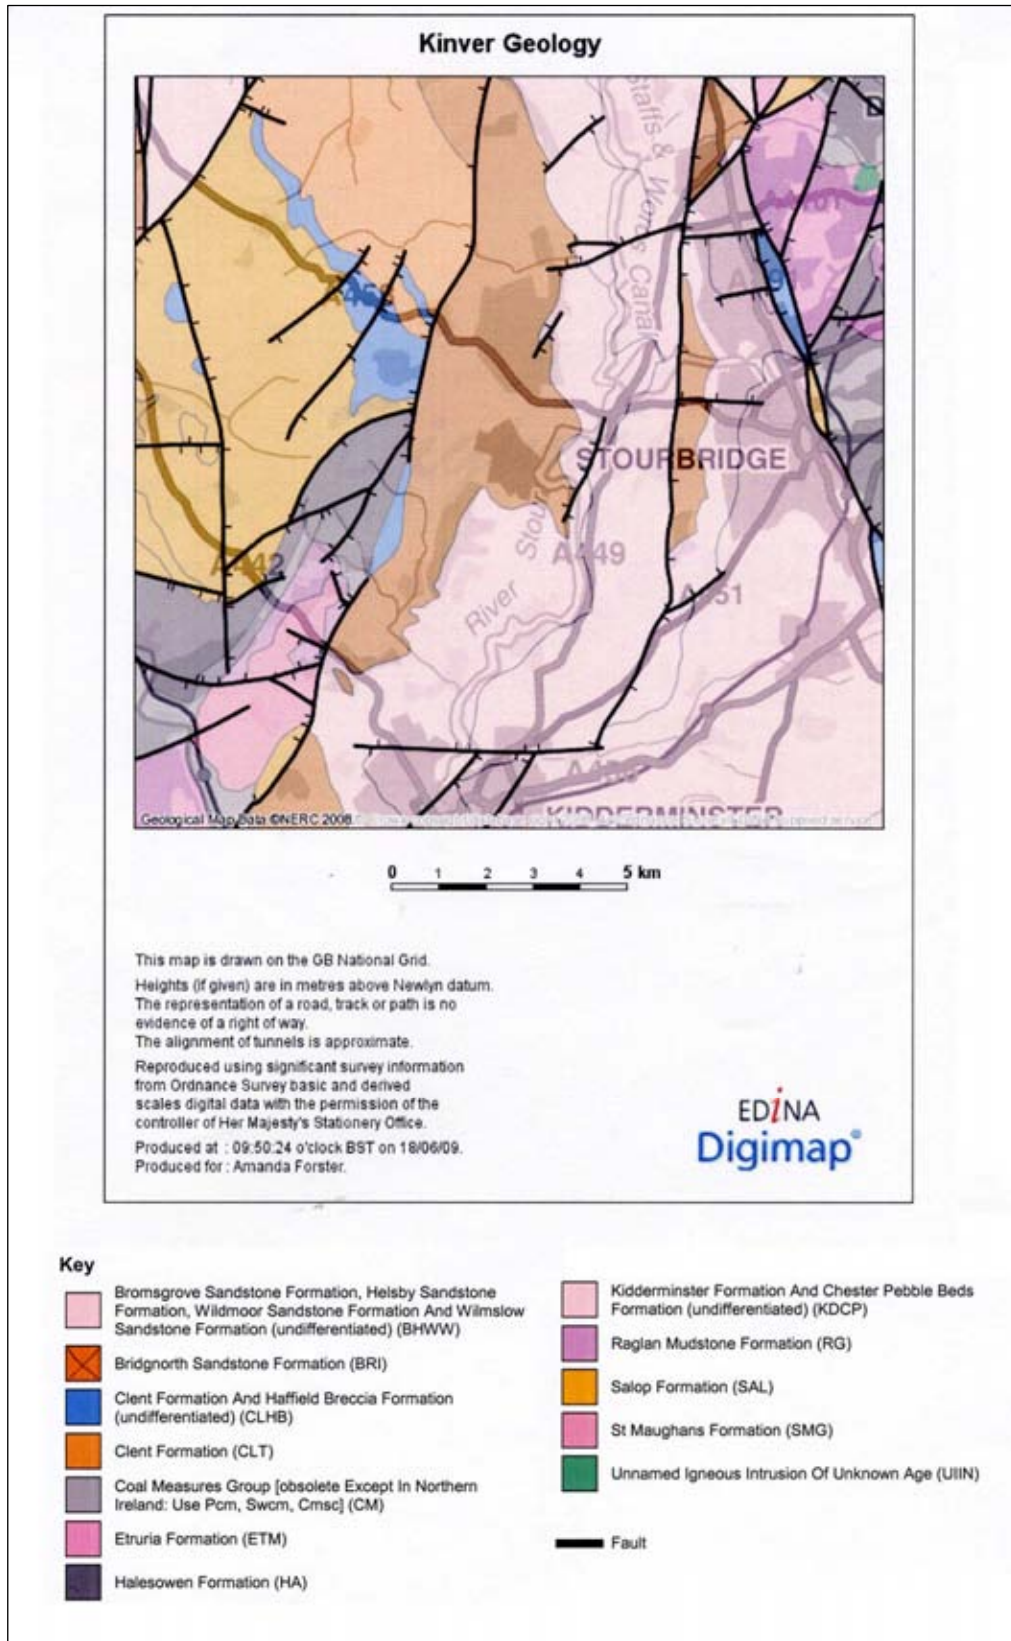 Kinver Geology
Staffs & Worcs Canal
STOURBRIDGE
A442
A449
A451
River Stour
KIDDERMINSTER
Geological Map Data ©NERC 2008.
0 1 2 3 4 5 km
This map is drawn on the GB National Grid.
Heights (if given) are in metres above Newlyn datum.
The representation of a road, track or path is no
evidence of a right of way.
The alignment of tunnels is approximate.
Reproduced using significant survey information
from Ordnance Survey basic and derived
scales digital data with the permission of the
controller of Her Majesty's Stationery Office.
Produced at : 09:50:24 o'clock BST on 18/06/09.
Produced for : Amanda Forster.
EDiNA
Digimap
Key
Bromsgrove Sandstone Formation, Helsby Sandstone
Formation, Wildmoor Sandstone Formation And Wilmslow
Sandstone Formation (undifferentiated) (BHWW)
Bridgnorth Sandstone Formation (BRI)
Clent Formation And Haffield Breccia Formation
(undifferentiated) (CLHB)
Clent Formation (CLT)
Coal Measures Group [obsolete Except In Northern
Ireland: Use Pcm, Swcm, Cmsc] (CM)
Etruria Formation (ETM)
Halesowen Formation (HA)
Kidderminster Formation And Chester Pebble Beds
Formation (undifferentiated) (KDCP)
Raglan Mudstone Formation (RG)
Salop Formation (SAL)
St Maughans Formation (SMG)
Unnamed Igneous Intrusion Of Unknown Age (UIIN)
Fault